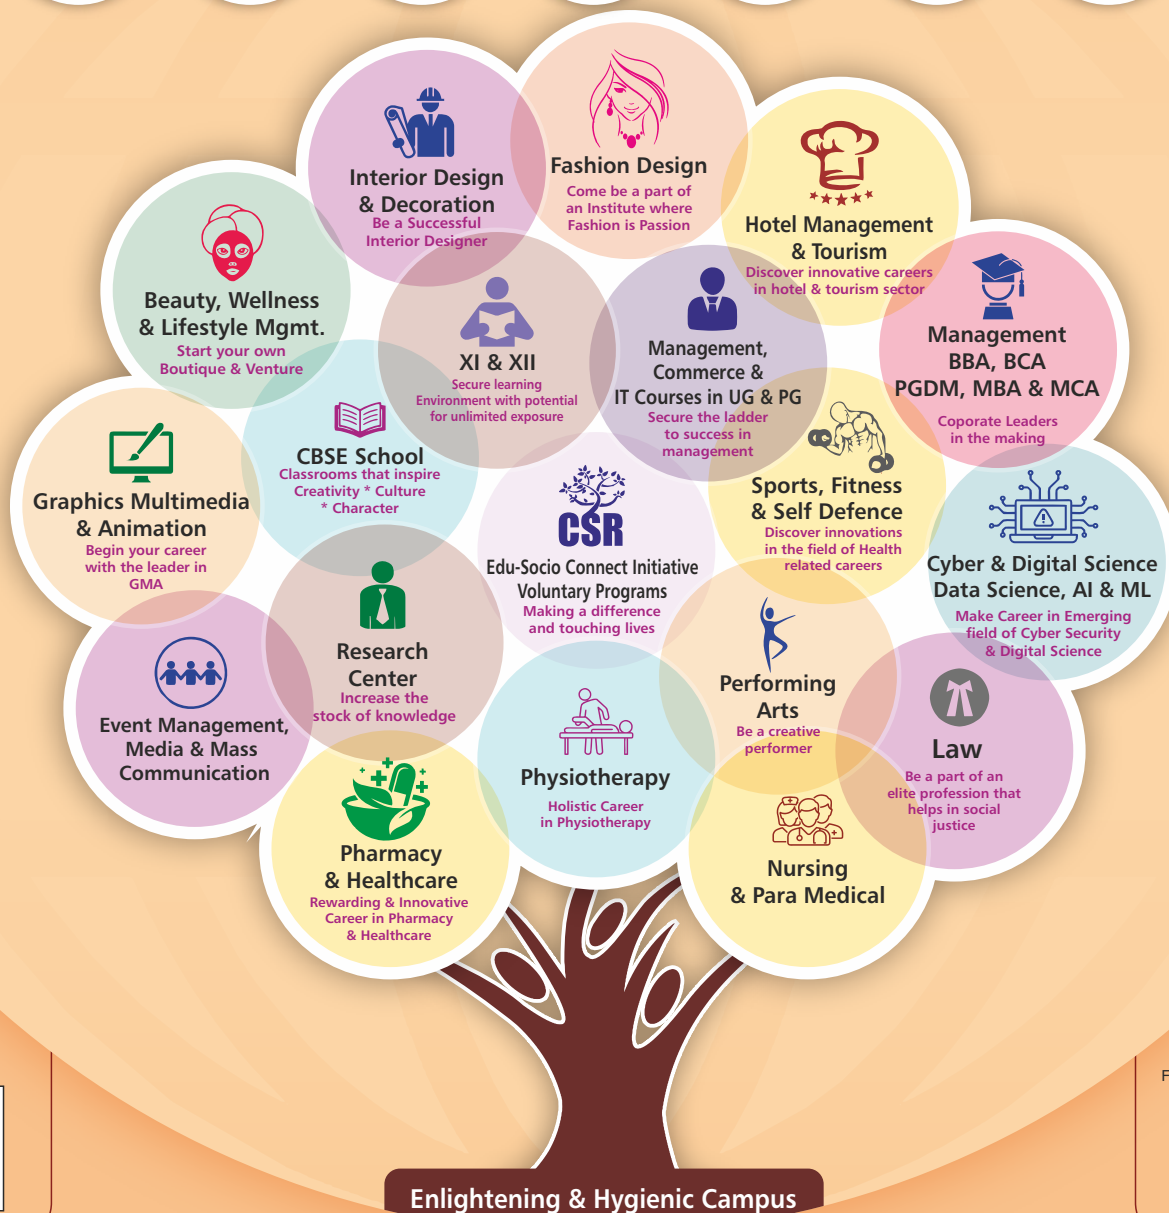 Fashion Design
Come be a part of
an Institute where
Fashion is Passion
Interior Design
& Decoration
Be a Successful
Interior Designer
Hotel Management
& Tourism
Discover innovative careers
in hotel & tourism sector
Beauty, Wellness
& Lifestyle Mgmt.
Start your own
Boutique & Venture
XI & XII
Secure learning
Environment with potential
for unlimited exposure
Management,
Commerce &
IT Courses in UG & PG
Secure the ladder
to success in
management
Management
BBA, BCA
PGDM, MBA & MCA
Coporate Leaders
in the making
Graphics Multimedia
& Animation
Begin your career
with the leader in
GMA
CBSE School
Classrooms that inspire
Creativity * Culture
* Character
CSR
Edu-Socio Connect Initiative
Voluntary Programs
Making a difference
and touching lives
Sports, Fitness
& Self Defence
Discover innovations
in the field of Health
related careers
Cyber & Digital Science
Data Science, AI & ML
Make Career in Emerging
field of Cyber Security
& Digital Science
Event Management,
Media & Mass
Communication
Research
Center
Increase the
stock of knowledge
Performing
Arts
Be a creative
performer
Law
Be a part of an
elite profession that
helps in social
justice
Physiotherapy
Holistic Career
in Physiotherapy
Pharmacy
& Healthcare
Rewarding & Innovative
Career in Pharmacy
& Healthcare
Nursing
& Para Medical
Enlightening & Hygienic Campus